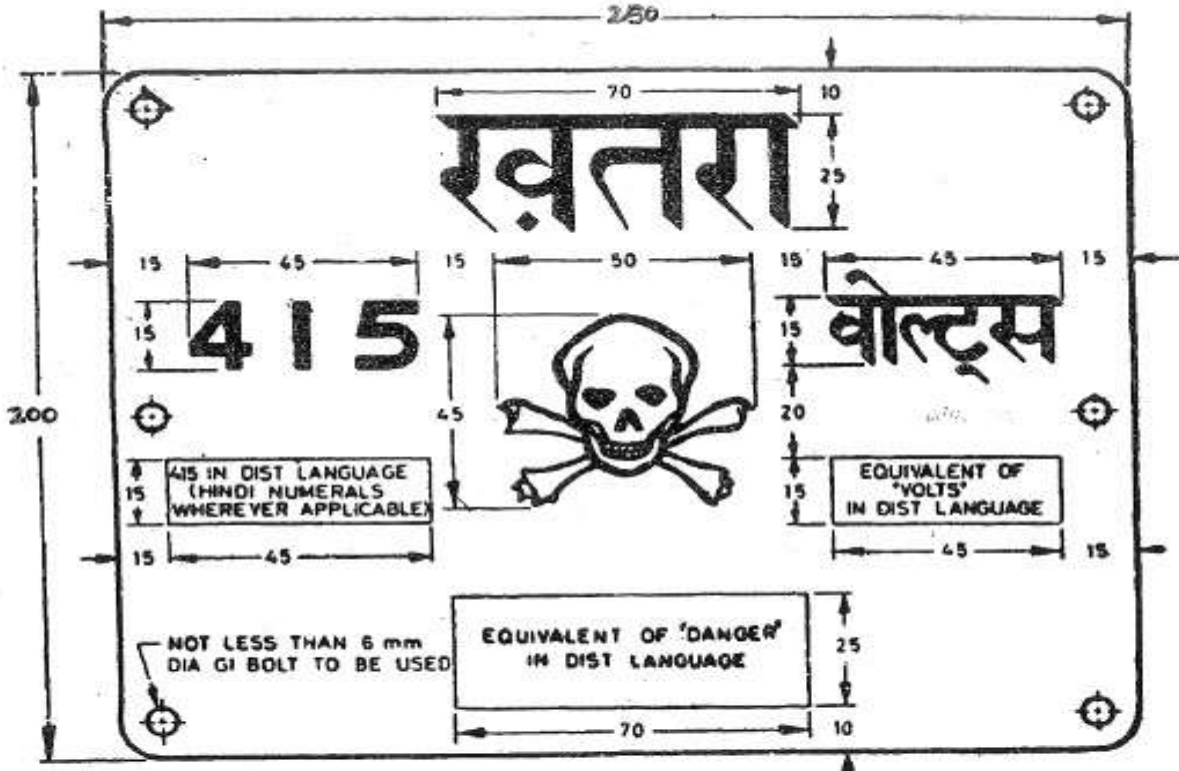 250
70 10
ख़तरा
25
15 45 15 50 15 45 15
15 415 15 वोल्ट्स
200 45 20
15 415 IN DIST LANGUAGE
(HINDI NUMERALS
WHEREVER APPLICABLE)
15 EQUIVALENT OF
"VOLTS"
IN DIST LANGUAGE
15 45 45 15
NOT LESS THAN 6 mm
DIA GI BOLT TO BE USED
EQUIVALENT OF "DANGER"
IN DIST LANGUAGE
25
70 10